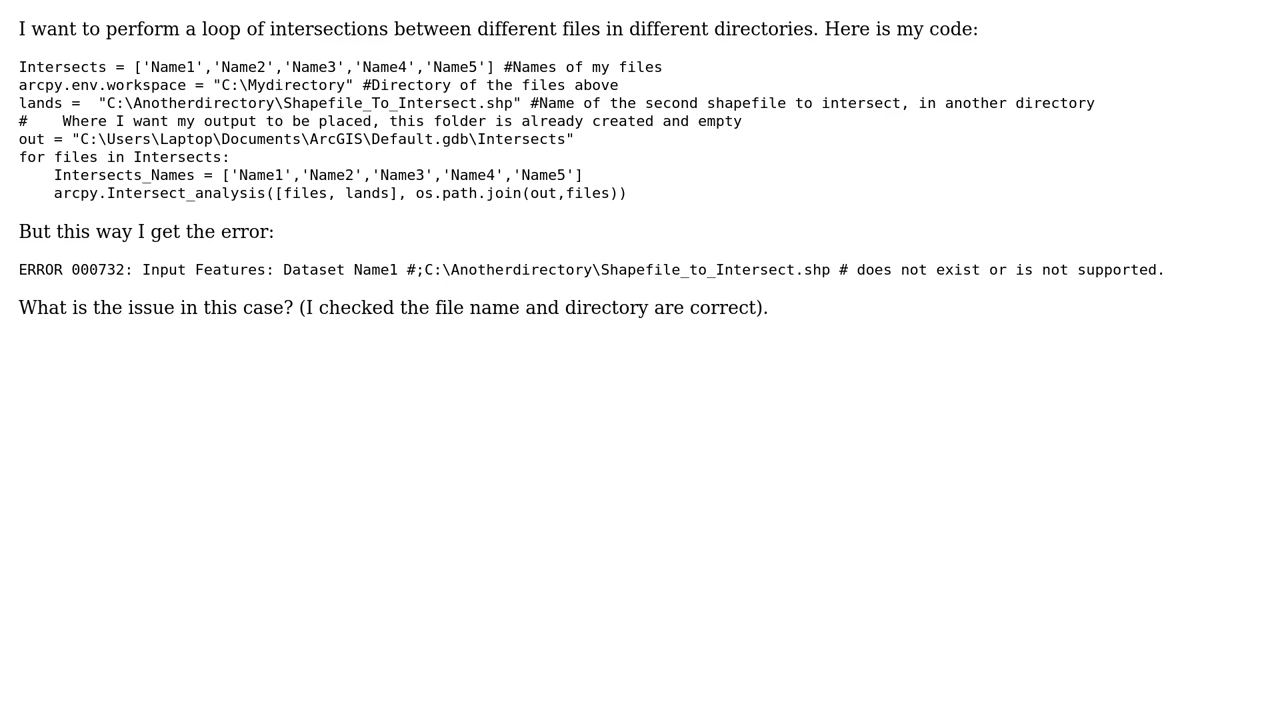 I want to perform a loop of intersections between different files in different directories. Here is my code:
Intersects = ['Name1','Name2','Name3','Name4','Name5'] #Names of my files
arcpy.env.workspace = "C:\Mydirectory" #Directory of the files above
lands =  "C:\Anotherdirectory\Shapefile_To_Intersect.shp" #Name of the second shapefile to intersect, in another directory
#    Where I want my output to be placed, this folder is already created and empty
out = "C:\Users\Laptop\Documents\ArcGIS\Default.gdb\Intersects"
for files in Intersects:
    Intersects_Names = ['Name1','Name2','Name3','Name4','Name5']
    arcpy.Intersect_analysis([files, lands], os.path.join(out,files))
But this way I get the error:
ERROR 000732: Input Features: Dataset Name1 #;C:\Anotherdirectory\Shapefile_to_Intersect.shp # does not exist or is not supported.
What is the issue in this case? (I checked the file name and directory are correct).